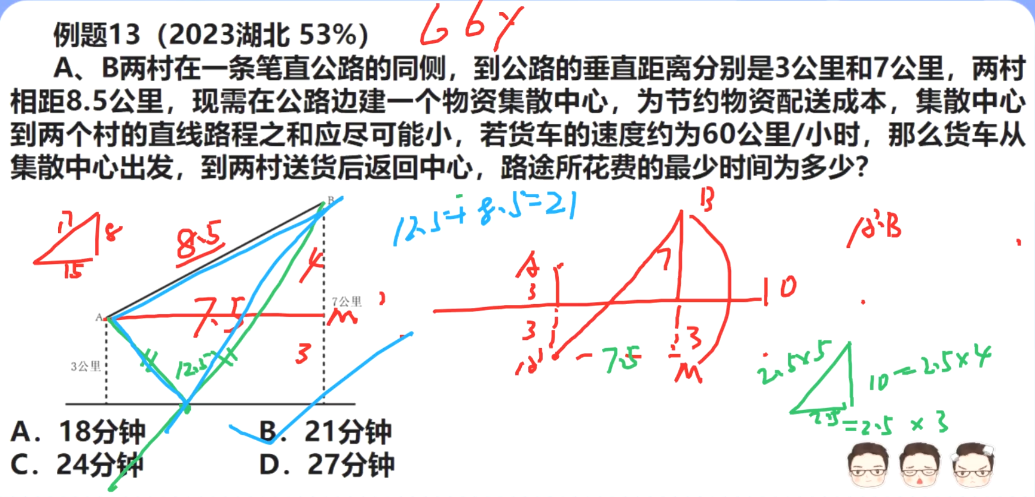 例题13（2023湖北 53%）
66%
A、B两村在一条笔直公路的同侧，到公路的垂直距离分别是3公里和7公里，两村
相距8.5公里，现需在公路边建一个物资集散中心，为节约物资配送成本，集散中心
到两个村的直线路程之和应尽可能小，若货车的速度约为60公里/小时，那么货车从
集散中心出发，到两村送货后返回中心，路途所花费的最少时间为多少？
17
8
15
8.5
B
4
7公里
A
7.5
M
3公里
12.5
3
12.5+8.5=21
B
A'B
A
7
3
10
3
A'
7.5
3
M
2.5×5
10=2.5×4
7.5=2.5×3
A．18分钟
B．21分钟
C．24分钟
D．27分钟